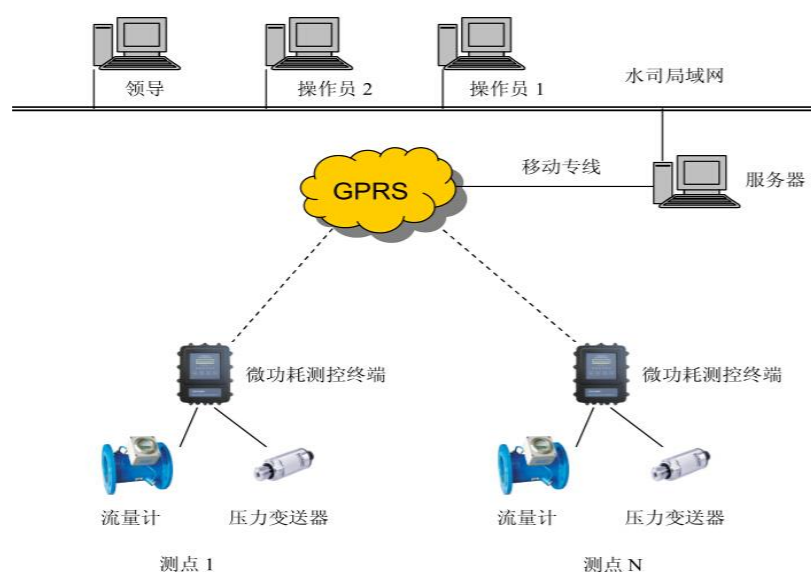 领导
操作员 2
操作员 1
水司局域网
移动专线
服务器
GPRS
微功耗测控终端
微功耗测控终端
流量计
压力变送器
流量计
压力变送器
测点 1
测点 N